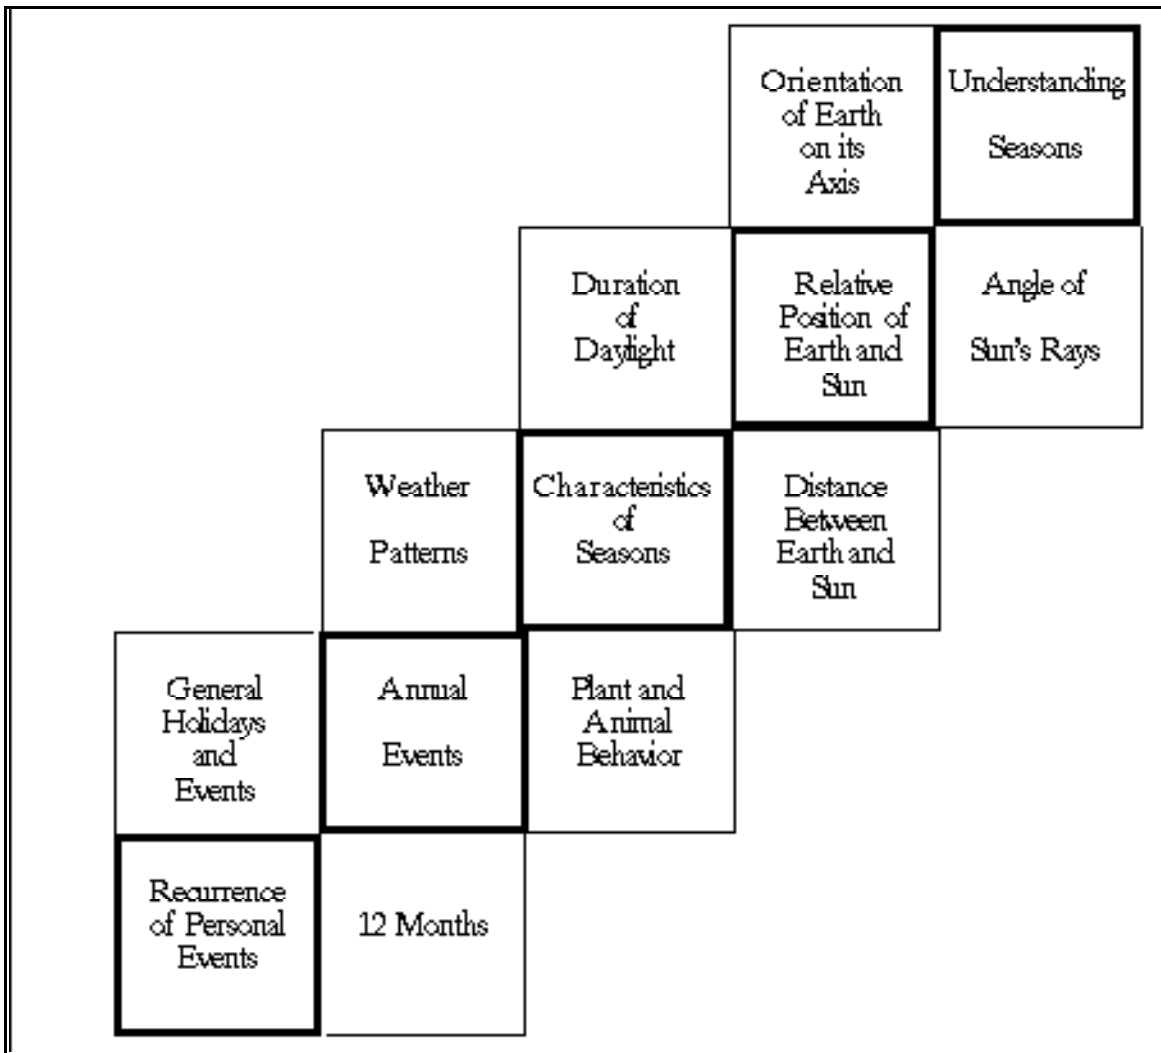 Orientation
of Earth
on its
Axis
Understanding
Seasons
Duration
of
Daylight
Relative
Position of
Earth and
Sun
Angle of
Sun's Rays
Weather
Patterns
Characteristics
of
Seasons
Distance
Between
Earth and
Sun
General
Holidays
and
Events
Annual
Events
Plant and
Animal
Behavior
Recurrence
of Personal
Events
12 Months